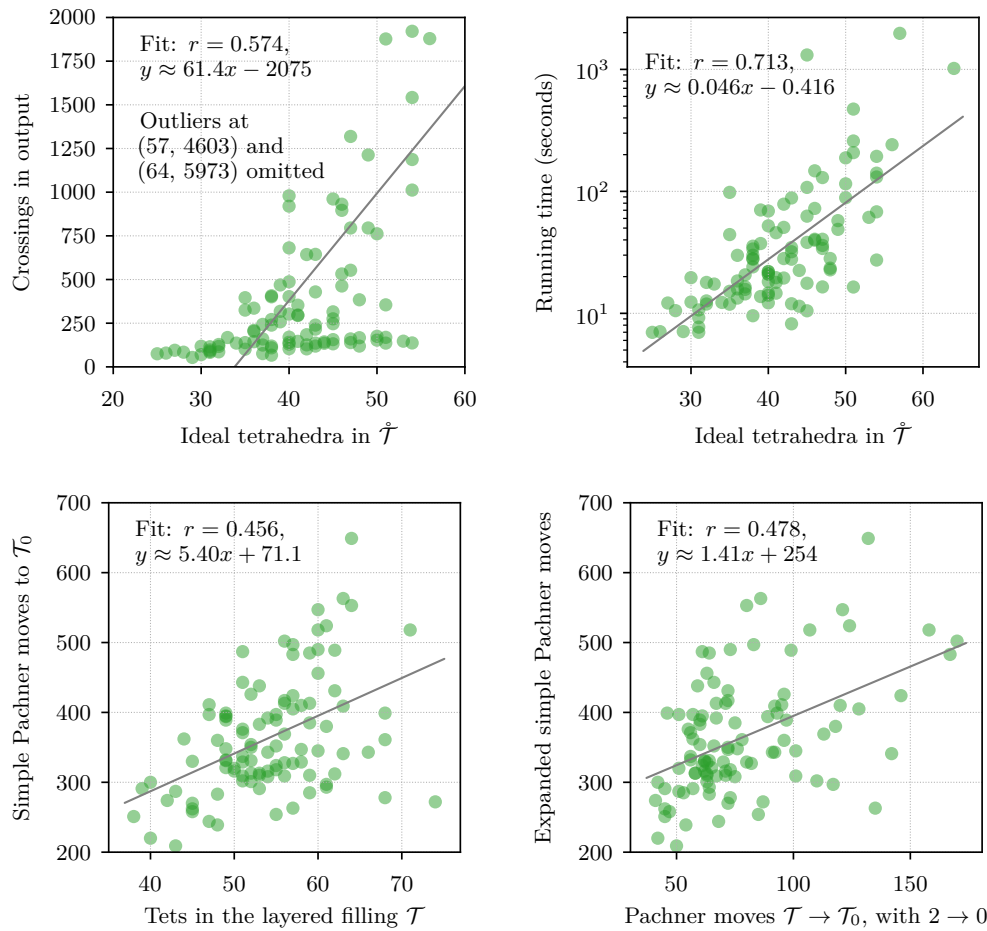 2000
1750
1500
1250
1000
750
500
250
0
20
30
40
50
60
Crossings in output
Ideal tetrahedra in 𝒯̊
Fit: r = 0.574,
y ≈ 61.4x − 2075
Outliers at
(57, 4603) and
(64, 5973) omitted
10³
10²
10¹
30
40
50
60
Running time (seconds)
Ideal tetrahedra in 𝒯̊
Fit: r = 0.713,
y ≈ 0.046x − 0.416
700
600
500
400
300
200
40
50
60
70
Simple Pachner moves to 𝒯₀
Tets in the layered filling 𝒯
Fit: r = 0.456,
y ≈ 5.40x + 71.1
700
600
500
400
300
200
50
100
150
Expanded simple Pachner moves
Pachner moves 𝒯 → 𝒯₀, with 2 → 0
Fit: r = 0.478,
y ≈ 1.41x + 254